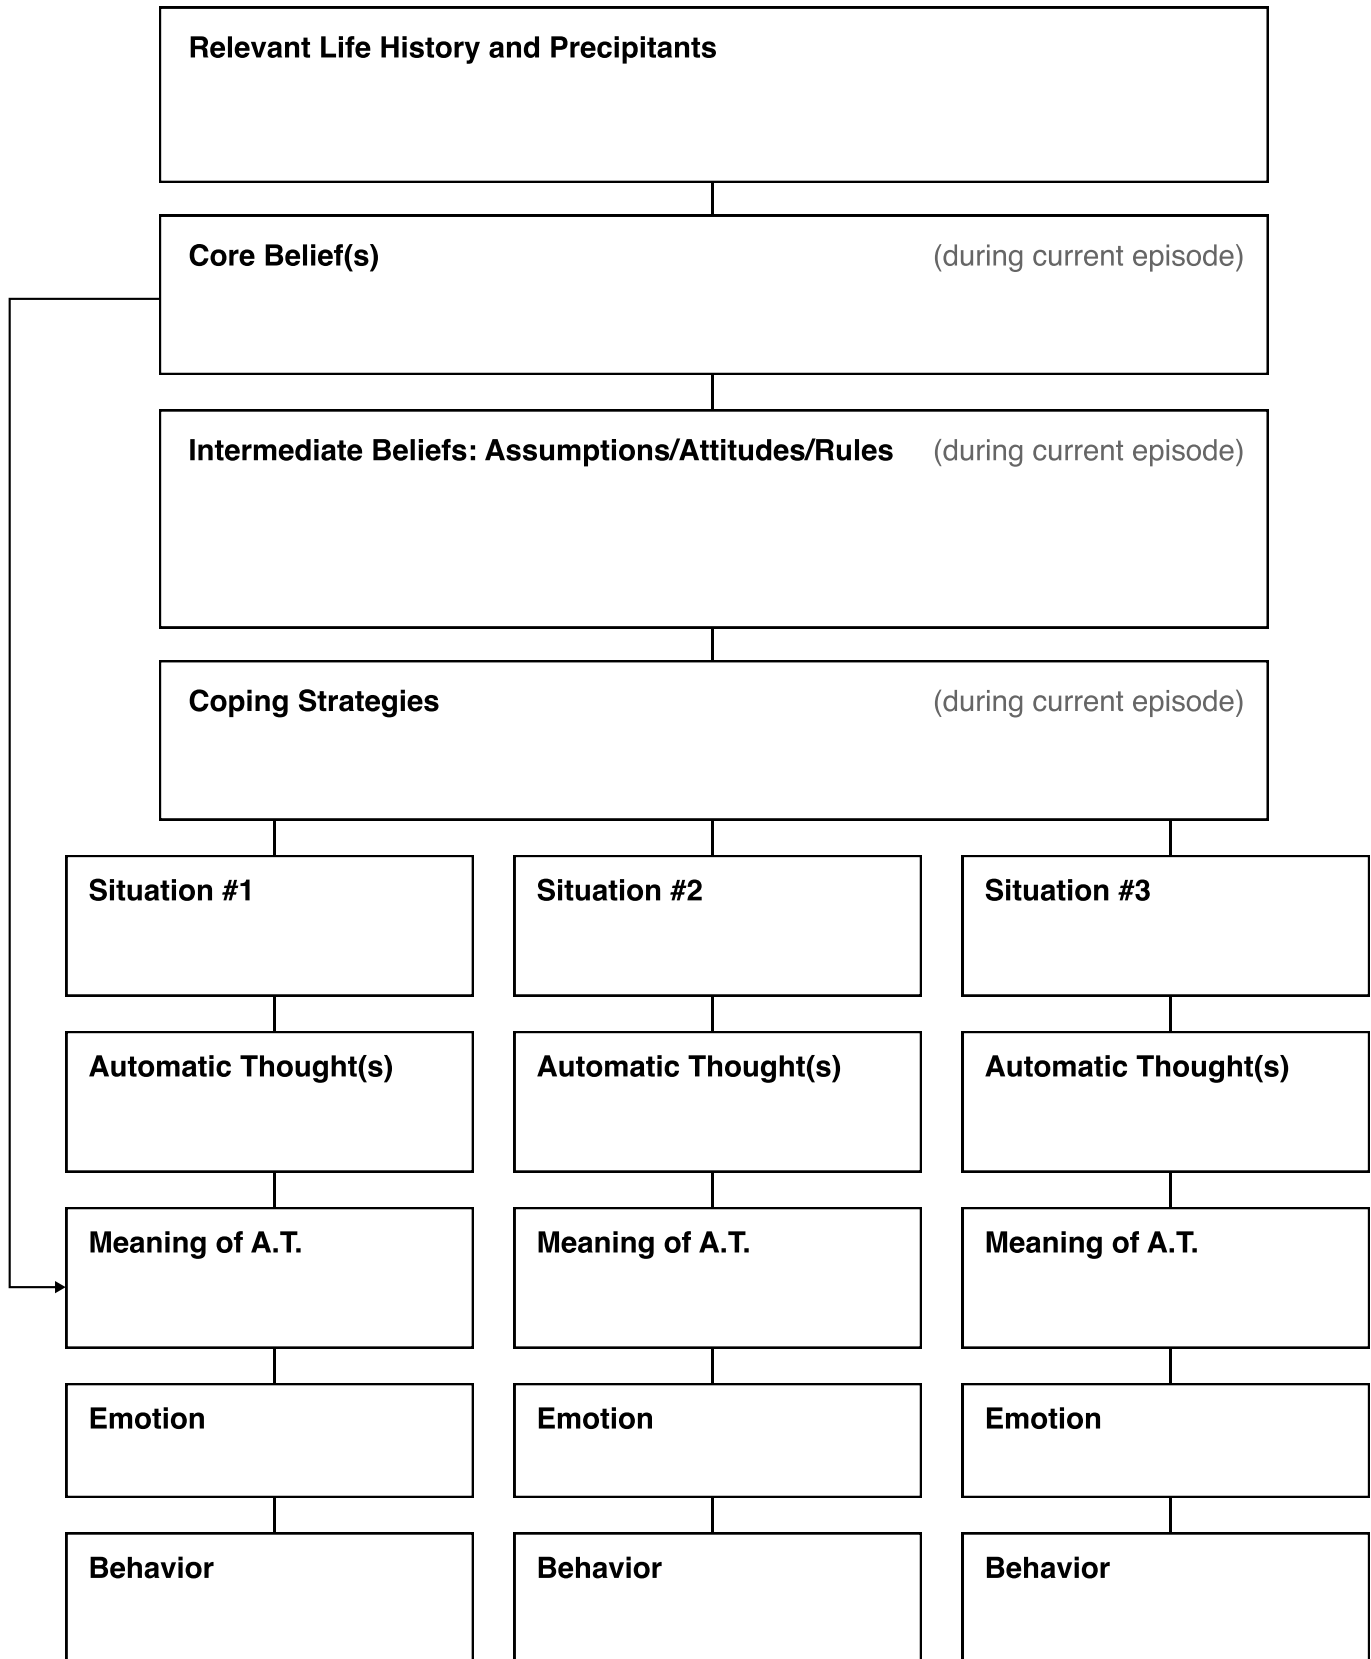 Relevant Life History and Precipitants
Core Belief(s) (during current episode)
Intermediate Beliefs: Assumptions/Attitudes/Rules (during current episode)
Coping Strategies (during current episode)
Situation #1 Situation #2 Situation #3
Automatic Thought(s) Automatic Thought(s) Automatic Thought(s)
Meaning of A.T. Meaning of A.T. Meaning of A.T.
Emotion Emotion Emotion
Behavior Behavior Behavior